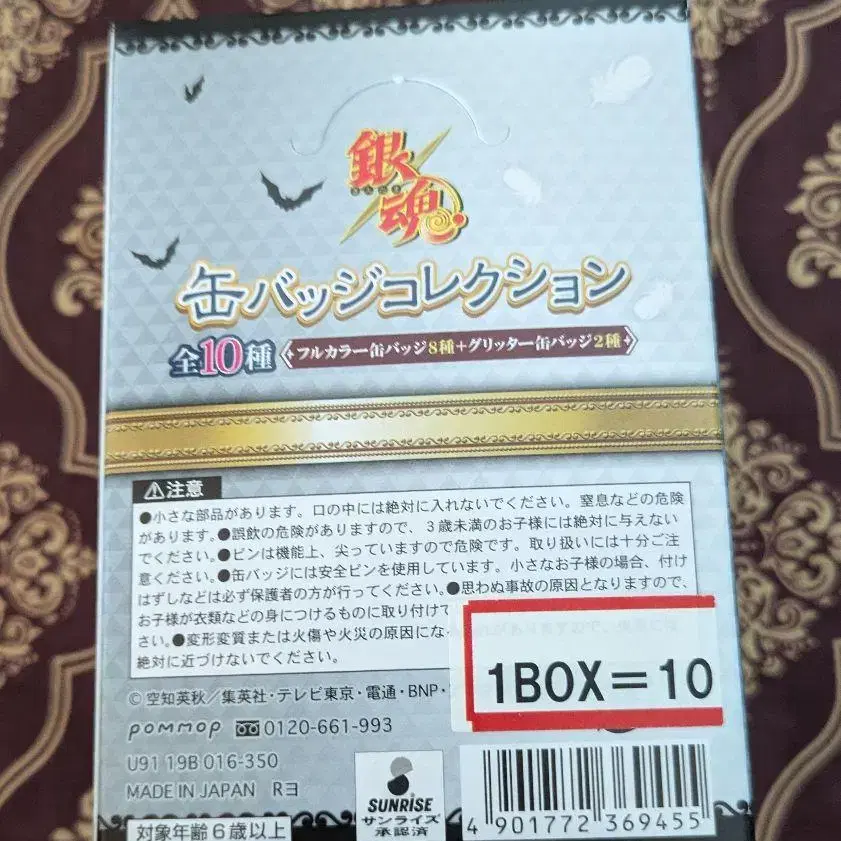 銀魂
缶バッジコレクション
全10種 フルカラー缶バッジ8種+グリッター缶バッジ2種
⚠注意
●小さな部品があります。口の中には絶対に入れないでください。窒息などの危険
があります。●誤飲の危険がありますので、3歳未満のお子様には絶対に与えない
でください。●ピンは機能上、尖っていますので危険です。取り扱いには十分ご注
意ください。●缶バッジには安全ピンを使用しています。小さなお子様の場合、付け
はずしなどは必ず保護者の方が行ってください。●思わぬ事故の原因となりますので、
お子様が衣類などの身につけるものに取り付けて
さい。●変形変質または火傷や火災の原因にな
絶対に近づけないでください。
1BOX=10
©空知英秋/集英社・テレビ東京・電通・BNP・
pommop 0120-661-993
U91 19B 016-350
MADE IN JAPAN Rヨ
対象年齢6歳以上
SUNRISE
サンライズ
承認済
4 901772 369455